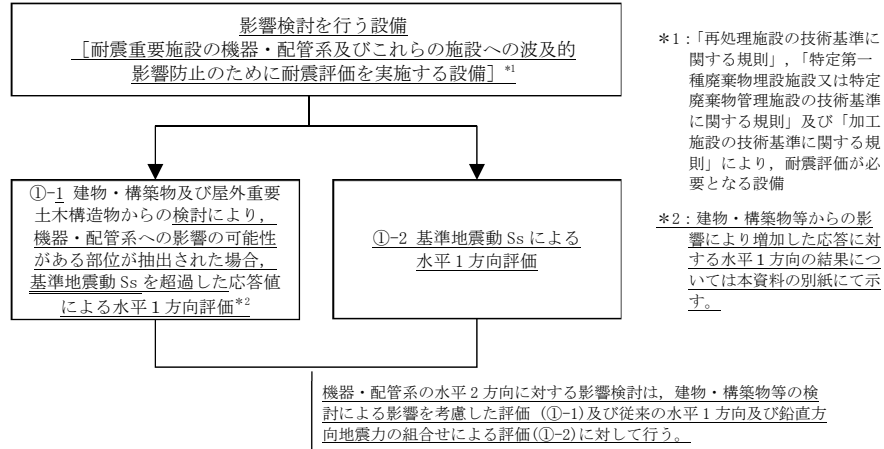 影響検討を行う設備
［耐震重要施設の機器・配管系及びこれらの施設への波及的
影響防止のために耐震評価を実施する設備］*1
*1：「再処理施設の技術基準に
関する規則」，「特定第一
種廃棄物埋設施設又は特定
廃棄物管理施設の技術基準
に関する規則」及び「加工
施設の技術基準に関する規
則」により，耐震評価が必
要となる設備
*2：建物・構築物等からの影
響により増加した応答に対
する水平１方向の結果につ
いては本資料の別紙にて示
す。
①-1 建物・構築物及び屋外重要
土木構造物からの検討により，
機器・配管系への影響の可能性
がある部位が抽出された場合，
基準地震動 Ss を超過した応答値
による水平１方向評価*2
①-2 基準地震動 Ss による
水平１方向評価
機器・配管系の水平２方向に対する影響検討は，建物・構築物等の検
討による影響を考慮した評価 (①-1)及び従来の水平１方向及び鉛直方
向地震力の組合せによる評価(①-2)に対して行う。